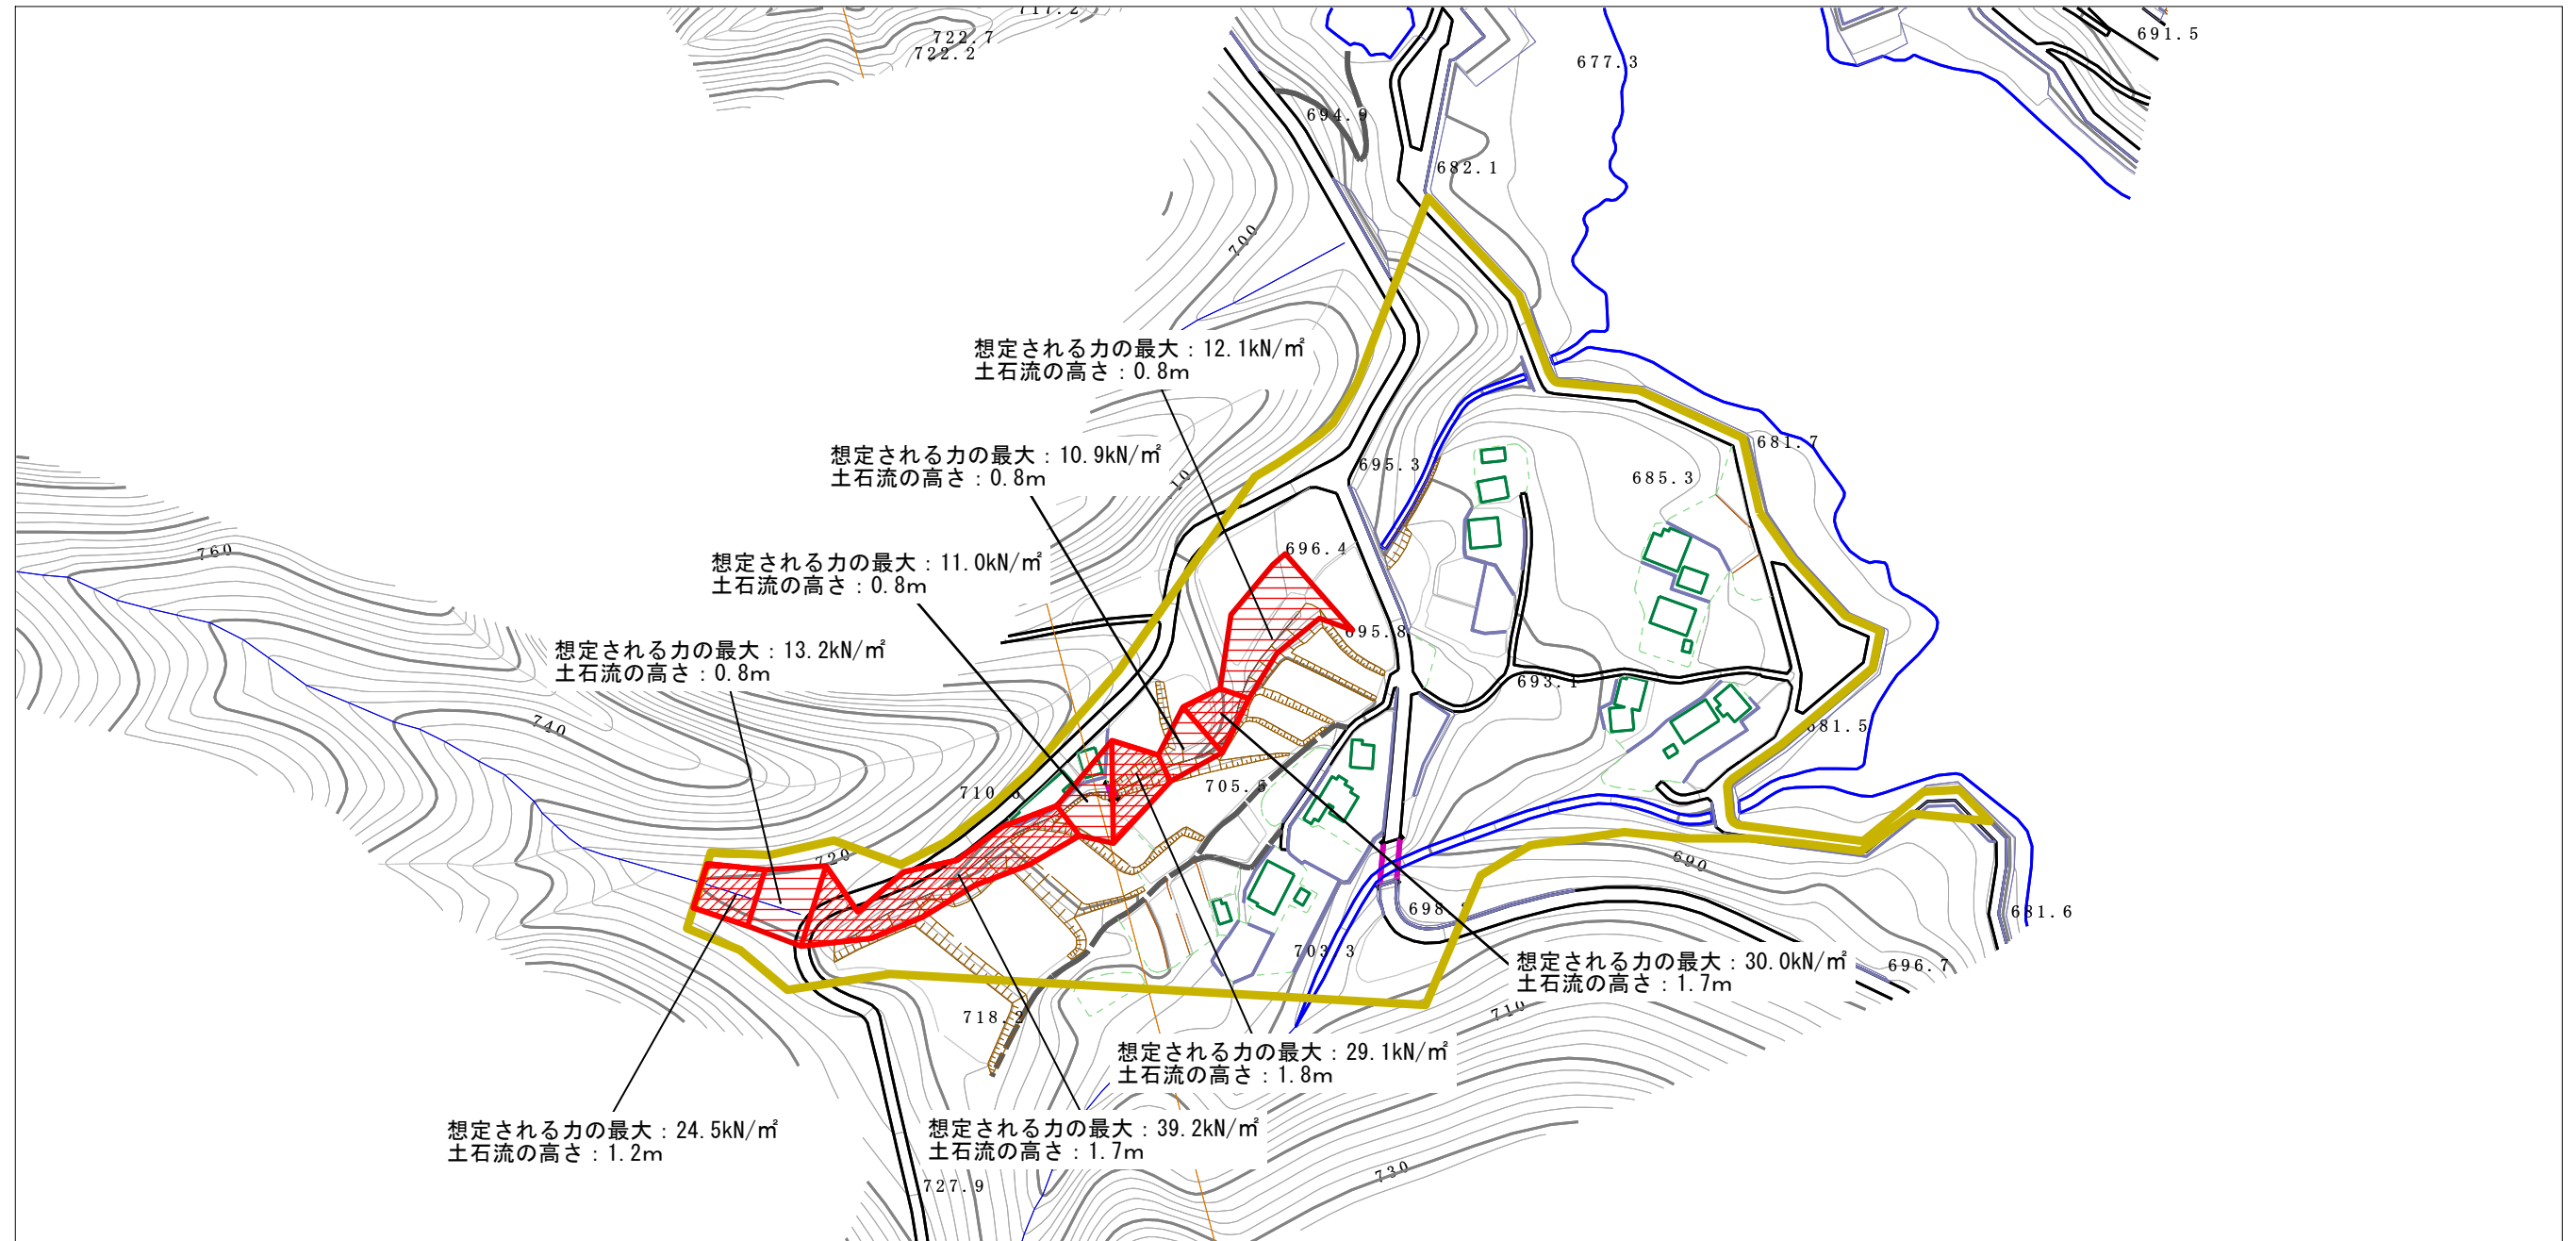 717.2
722.7
722.2
691.5
677.3
694.9
682.1
700
想定される力の最大：12.1kN/㎡
土石流の高さ：0.8m
681.7
想定される力の最大：10.9kN/㎡
土石流の高さ：0.8m
695.3
685.3
760
696.4
想定される力の最大：11.0kN/㎡
土石流の高さ：0.8m
695.8
想定される力の最大：13.2kN/㎡
土石流の高さ：0.8m
693.1
740
681.5
705.5
720
690
681.6
703.3
想定される力の最大：30.0kN/㎡
土石流の高さ：1.7m
696.7
710
718.2
想定される力の最大：29.1kN/㎡
土石流の高さ：1.8m
想定される力の最大：24.5kN/㎡
土石流の高さ：1.2m
想定される力の最大：39.2kN/㎡
土石流の高さ：1.7m
730
727.9